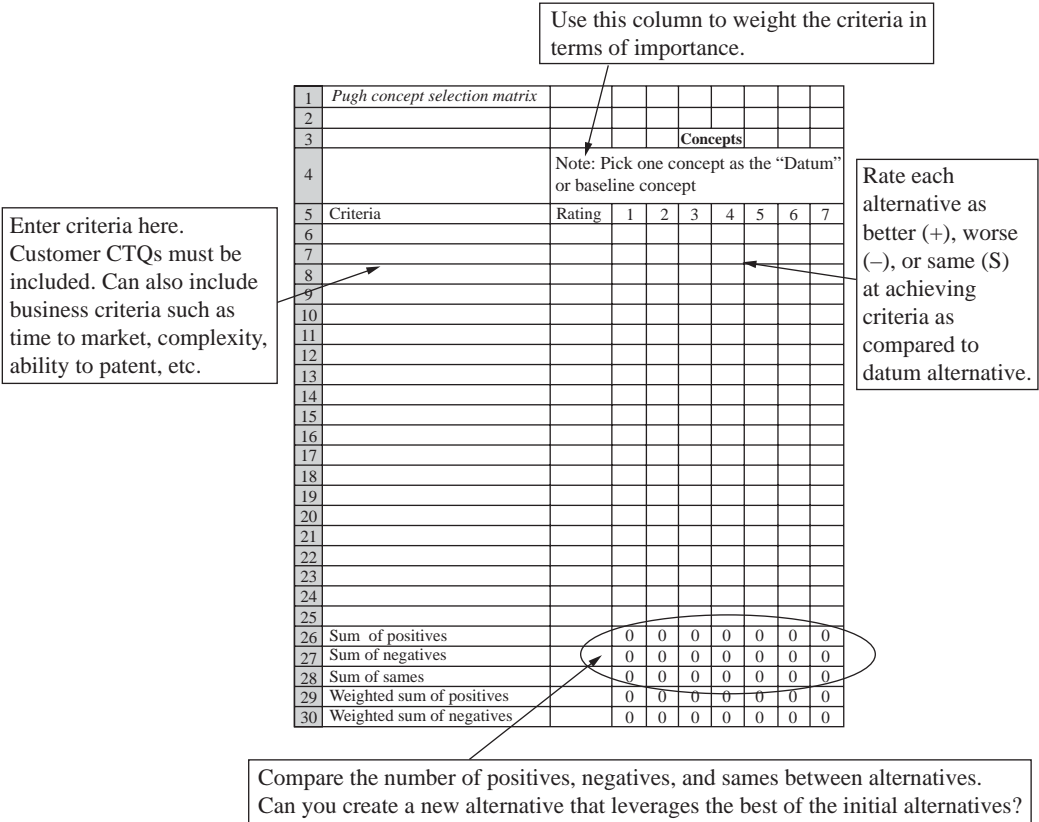 Use this column to weight the criteria in
terms of importance.
1 Pugh concept selection matrix
2
3 Concepts
4 Note: Pick one concept as the “Datum”
or baseline concept
5 Criteria Rating 1 2 3 4 5 6 7
6
7
8
9
10
11
12
13
14
15
16
17
18
19
20
21
22
23
24
25
26 Sum of positives 0 0 0 0 0 0 0
27 Sum of negatives 0 0 0 0 0 0 0
28 Sum of sames 0 0 0 0 0 0 0
29 Weighted sum of positives 0 0 0 0 0 0 0
30 Weighted sum of negatives 0 0 0 0 0 0 0
Enter criteria here.
Customer CTQs must be
included. Can also include
business criteria such as
time to market, complexity,
ability to patent, etc.
Rate each
alternative as
better (+), worse
(–), or same (S)
at achieving
criteria as
compared to
datum alternative.
Compare the number of positives, negatives, and sames between alternatives.
Can you create a new alternative that leverages the best of the initial alternatives?